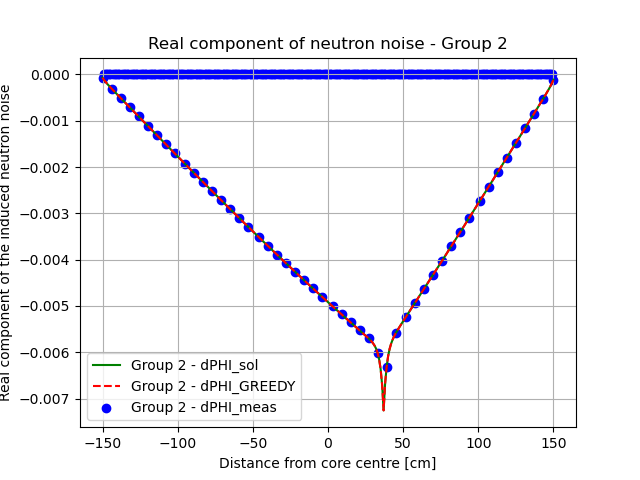 Real component of neutron noise - Group 2
Real component of the induced neutron noise
0.000
−0.001
−0.002
−0.003
−0.004
−0.005
−0.006
−0.007
Group 2 - dPHI_sol
Group 2 - dPHI_GREEDY
Group 2 - dPHI_meas
−150
−100
−50
0
50
100
150
Distance from core centre [cm]